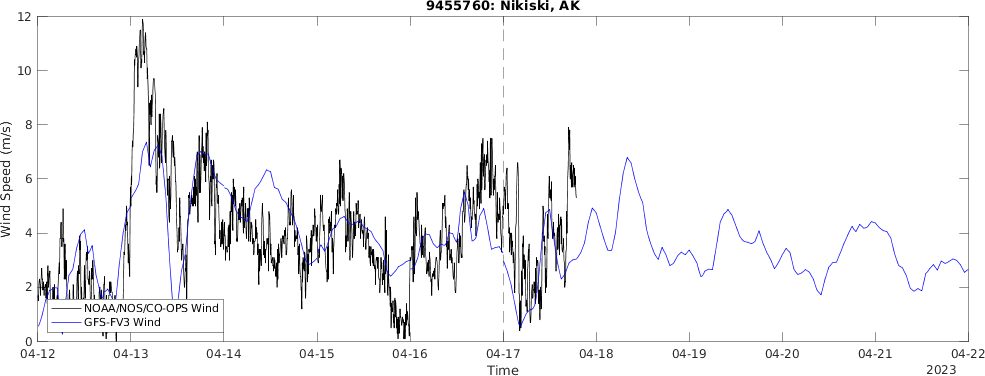 9455760: Nikiski, AK
Wind Speed (m/s)
12
10
8
6
4
2
0
NOAA/NOS/CO-OPS Wind
GFS-FV3 Wind
04-12 04-13 04-14 04-15 04-16 04-17 04-18 04-19 04-20 04-21 04-22
Time
2023